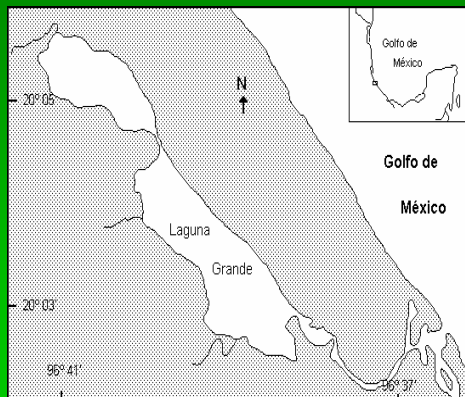 Golfo de
México
N
20° 05
Golfo de
México
Laguna
Grande
20° 03'
96° 41'
96° 37'